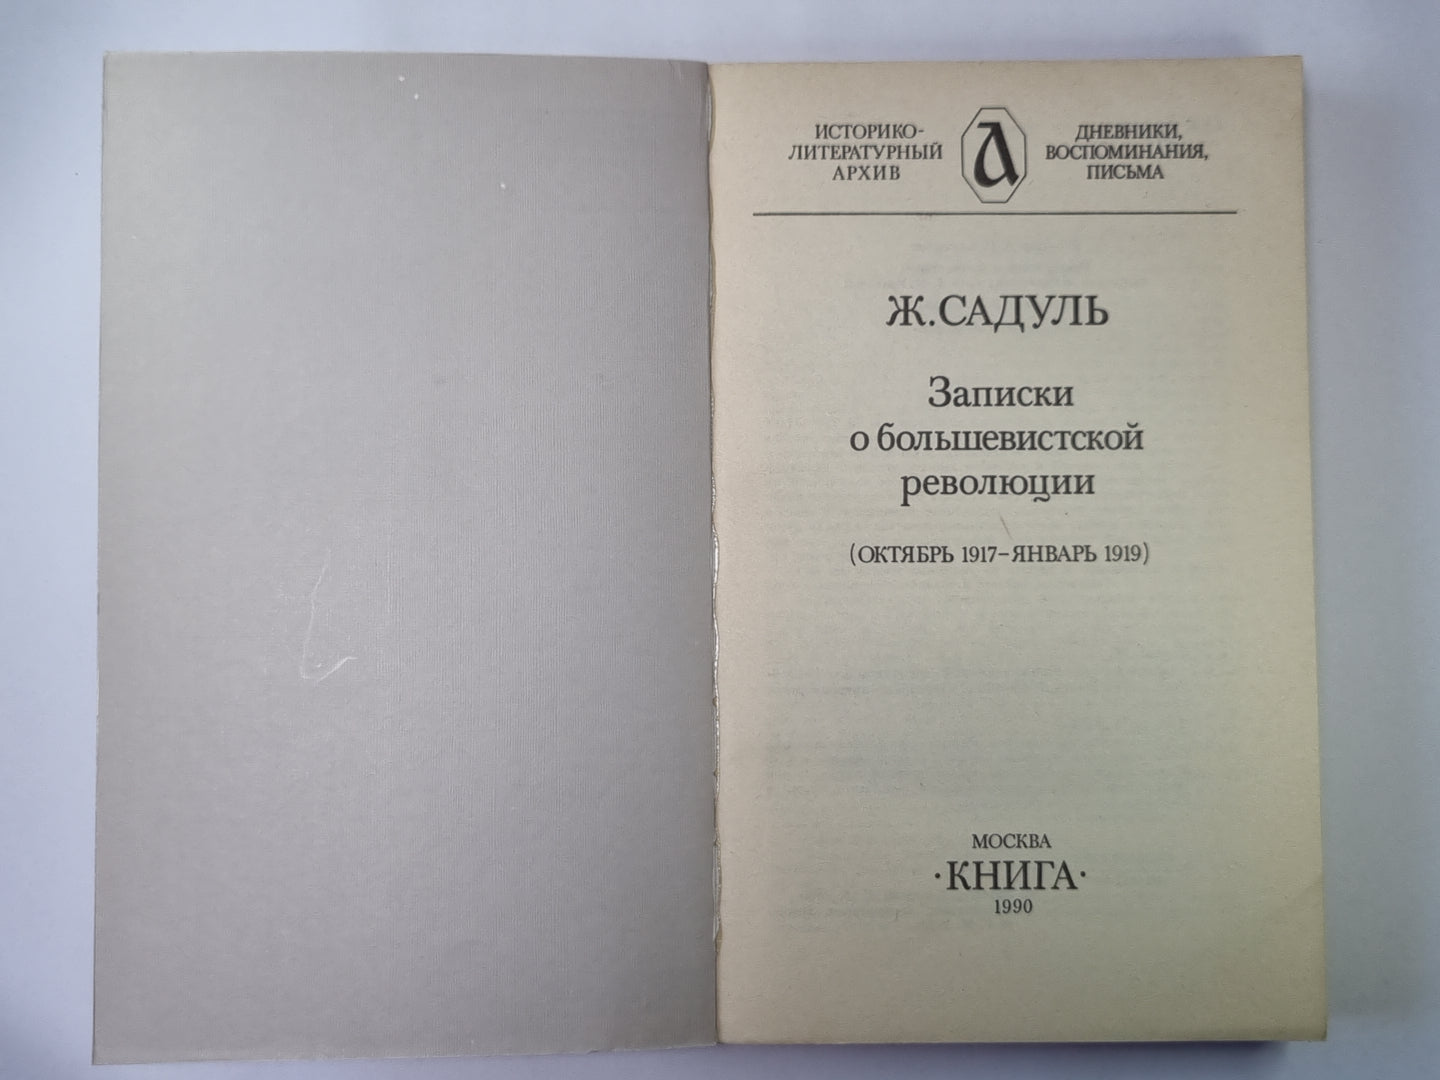 ИСТОРИКО-
ЛИТЕРАТУРНЫЙ
АРХИВ
А
ДНЕВНИКИ,
ВОСПОМИНАНИЯ,
ПИСЬМА
Ж.САДУЛЬ
Записки
о большевистской
революции
(ОКТЯБРЬ 1917–ЯНВАРЬ 1919)
МОСКВА
·КНИГА·
1990